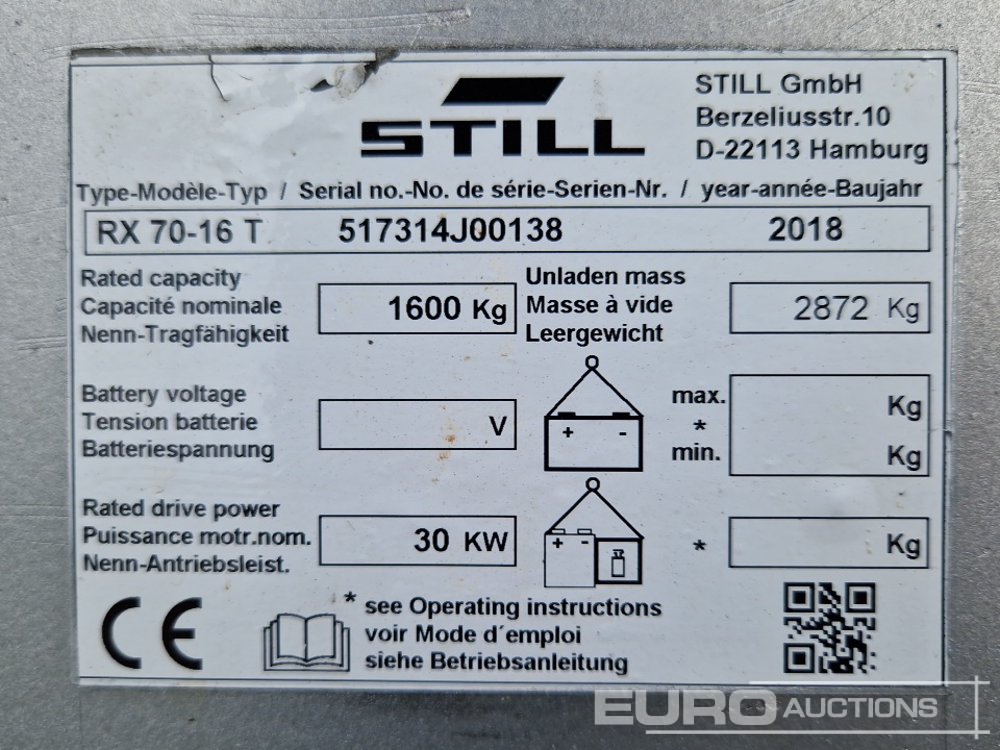 STILL
STILL GmbH
Berzeliusstr.10
D-22113 Hamburg
Type-Modèle-Typ / Serial no.-No. de série-Serien-Nr. / year-année-Baujahr
RX 70-16 T 517314J00138 2018
Rated capacity
Capacité nominale
Nenn-Tragfähigkeit
1600 Kg
Unladen mass
Masse à vide
Leergewicht
2872 Kg
Battery voltage
Tension batterie
Batteriespannung
V
+ -
max.
*
min.
Kg
Kg
Rated drive power
Puissance motr.nom.
Nenn-Antriebsleist.
30 KW
+ -
*
Kg
CE
* see Operating instructions
voir Mode d´emploi
siehe Betriebsanleitung
EURO AUCTIONS